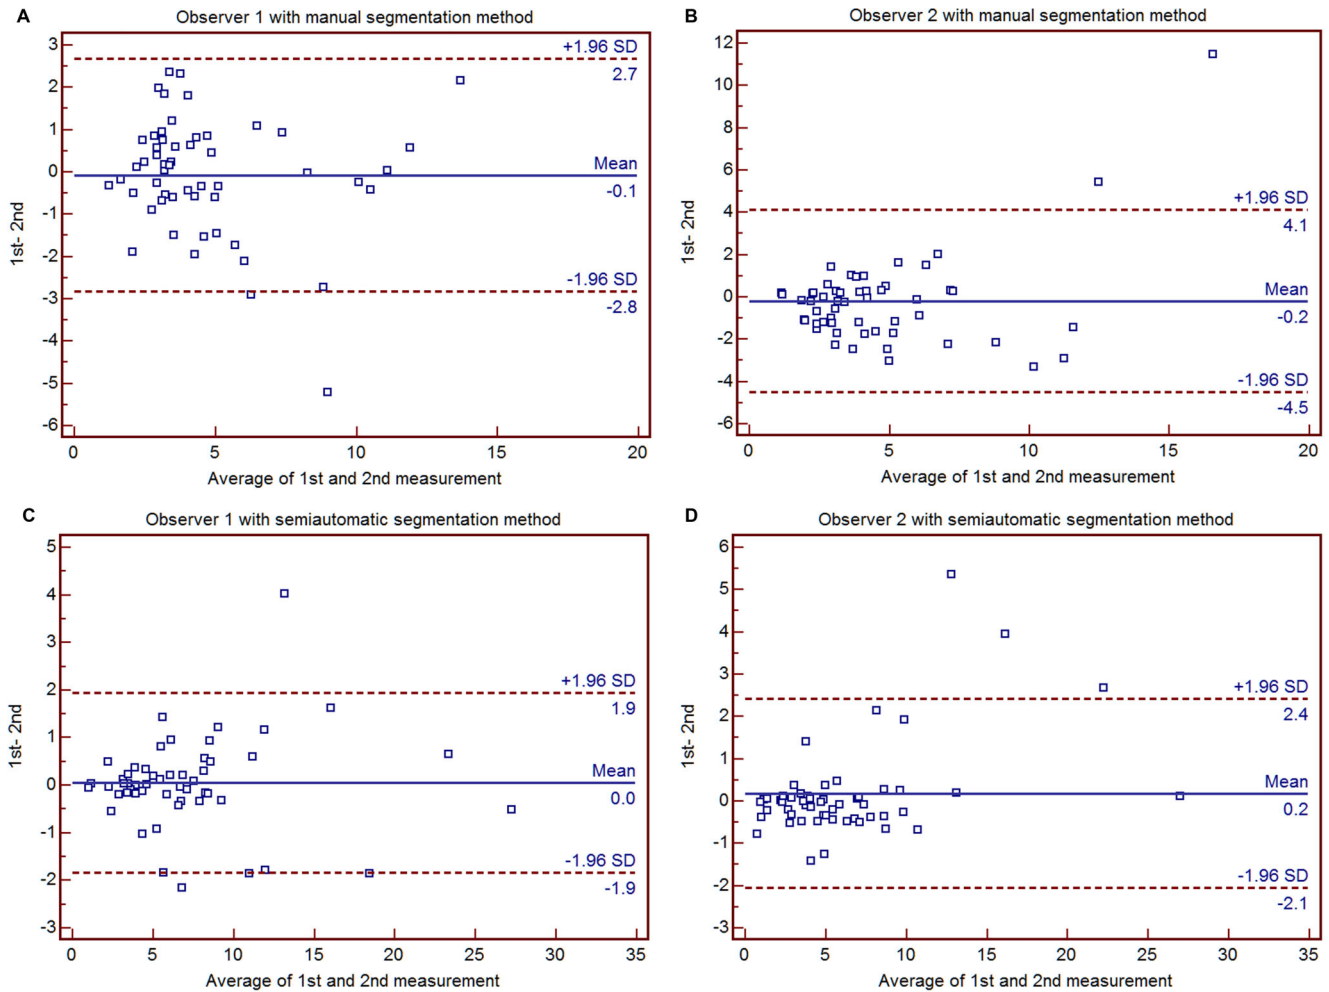 A
Observer 1 with manual segmentation method
3
2
1
0
-1
-2
-3
-4
-5
-6
1st- 2nd
+1.96 SD
2.7
Mean
-0.1
-1.96 SD
-2.8
0 5 10 15 20
Average of 1st and 2nd measurement
B
Observer 2 with manual segmentation method
12
10
8
6
4
2
0
-2
-4
-6
1st- 2nd
+1.96 SD
4.1
Mean
-0.2
-1.96 SD
-4.5
0 5 10 15 20
Average of 1st and 2nd measurement
C
Observer 1 with semiautomatic segmentation method
5
4
3
2
1
0
-1
-2
-3
1st- 2nd
+1.96 SD
1.9
Mean
0.0
-1.96 SD
-1.9
0 5 10 15 20 25 30 35
Average of 1st and 2nd measurement
D
Observer 2 with semiautomatic segmentation method
6
5
4
3
2
1
0
-1
-2
-3
1st- 2nd
+1.96 SD
2.4
Mean
0.2
-1.96 SD
-2.1
0 5 10 15 20 25 30 35
Average of 1st and 2nd measurement